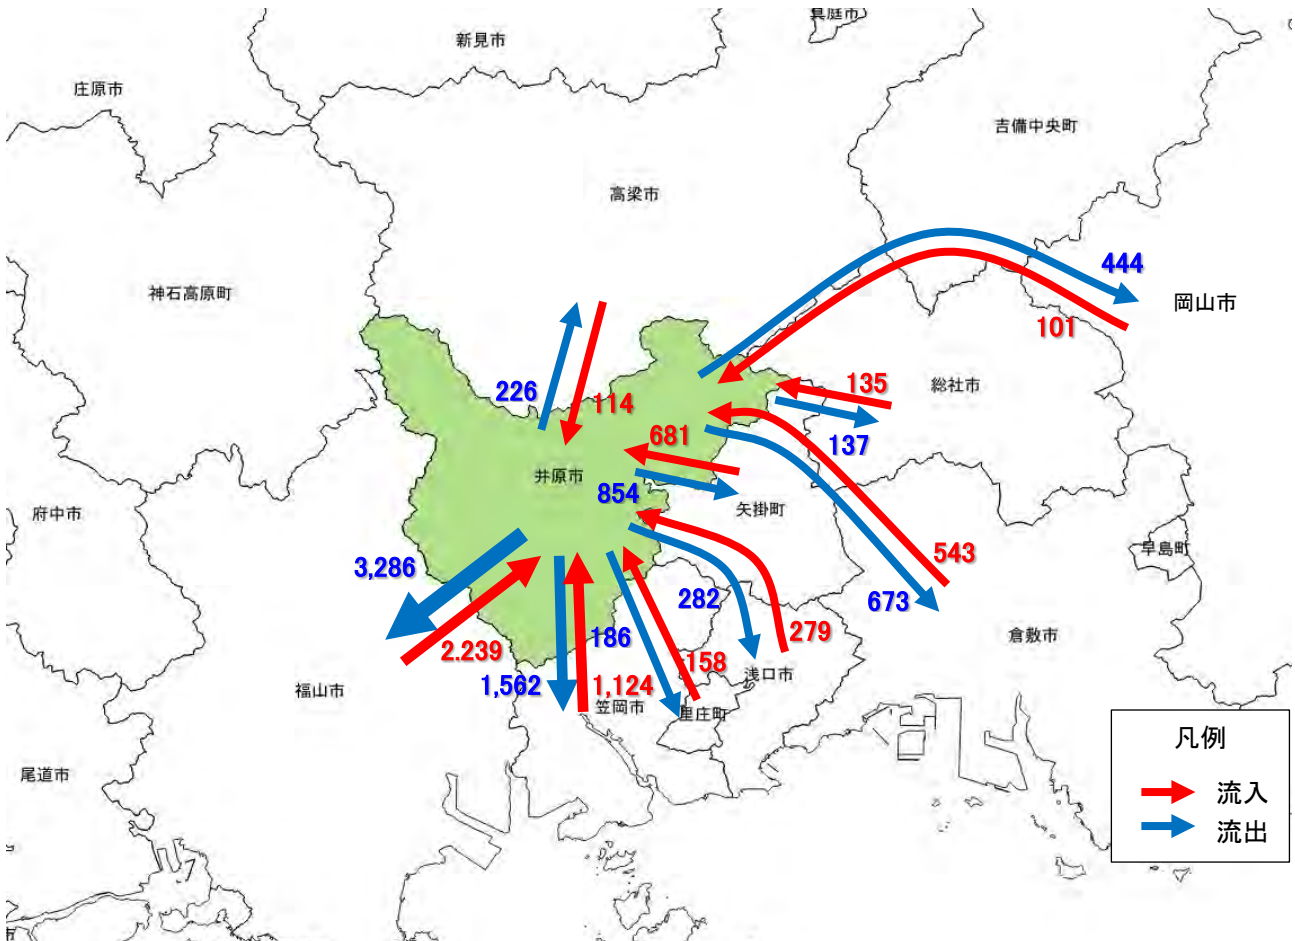 真庭市
新見市
庄原市
吉備中央町
高梁市
神石高原町
444
岡山市
101
226
114
135
総社市
137
681
井原市
854
矢掛町
府中市
早島町
543
3,286
673
282
倉敷市
186
279
2.239
158
浅口市
1,562
1,124
福山市
笠岡市
里庄町
凡例
尾道市
流入
流出